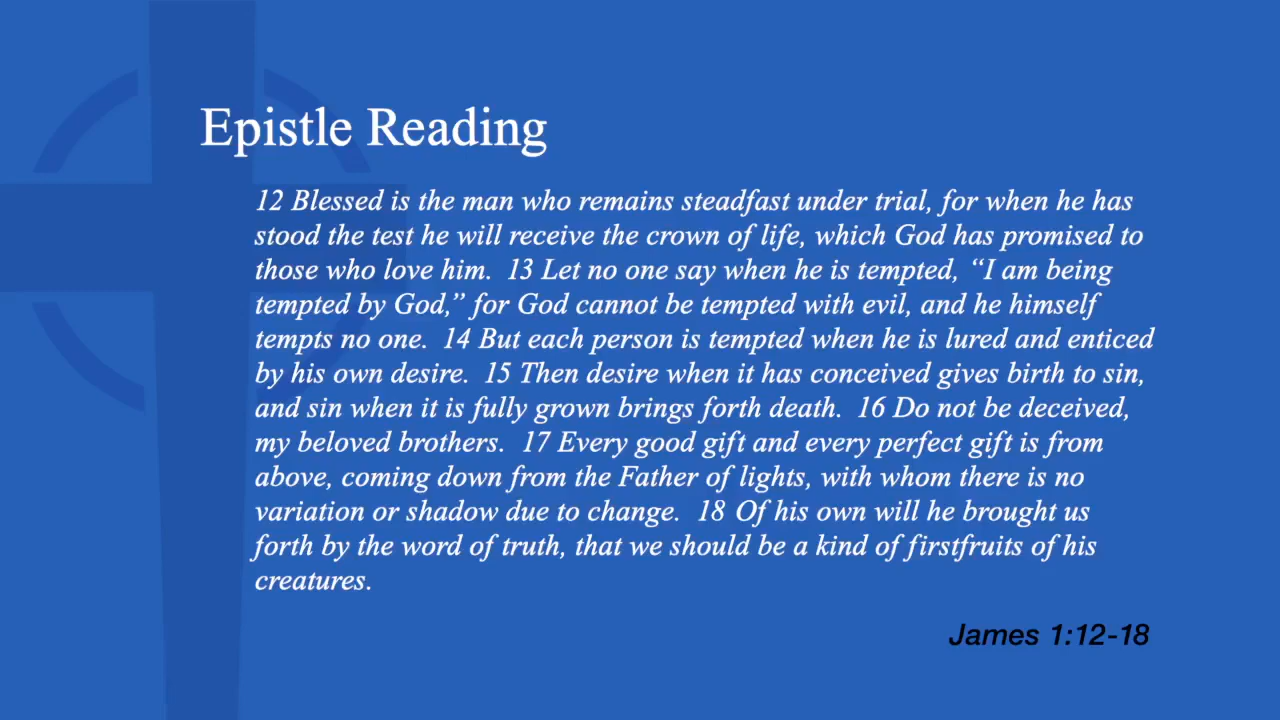 Epistle Reading
12 Blessed is the man who remains steadfast under trial, for when he has
stood the test he will receive the crown of life, which God has promised to
those who love him.  13 Let no one say when he is tempted, “I am being
tempted by God,” for God cannot be tempted with evil, and he himself
tempts no one.  14 But each person is tempted when he is lured and enticed
by his own desire.  15 Then desire when it has conceived gives birth to sin,
and sin when it is fully grown brings forth death.  16 Do not be deceived,
my beloved brothers.  17 Every good gift and every perfect gift is from
above, coming down from the Father of lights, with whom there is no
variation or shadow due to change.  18 Of his own will he brought us
forth by the word of truth, that we should be a kind of firstfruits of his
creatures.
James 1:12-18